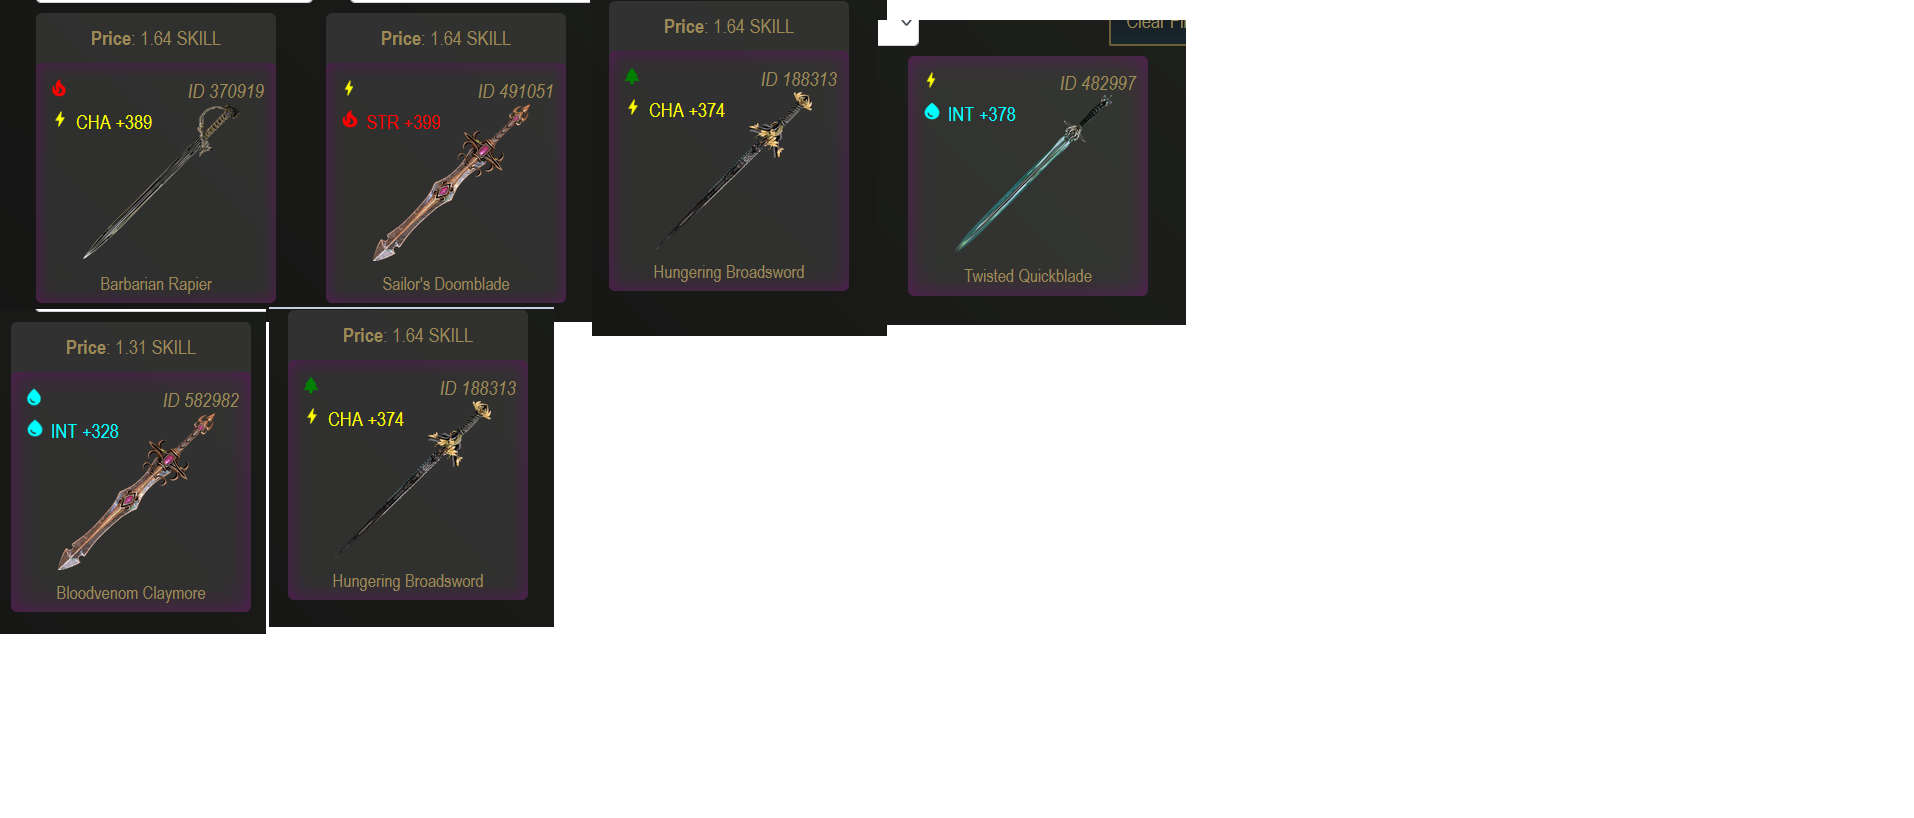 Price: 1.64 SKILL
ID 370919
CHA +389
Barbarian Rapier
Price: 1.64 SKILL
ID 491051
STR +399
Sailor's Doomblade
Price: 1.64 SKILL
ID 188313
CHA +374
Hungering Broadsword
Clear
ID 482997
INT +378
Twisted Quickblade
Price: 1.31 SKILL
ID 582982
INT +328
Bloodvenom Claymore
Price: 1.64 SKILL
ID 188313
CHA +374
Hungering Broadsword